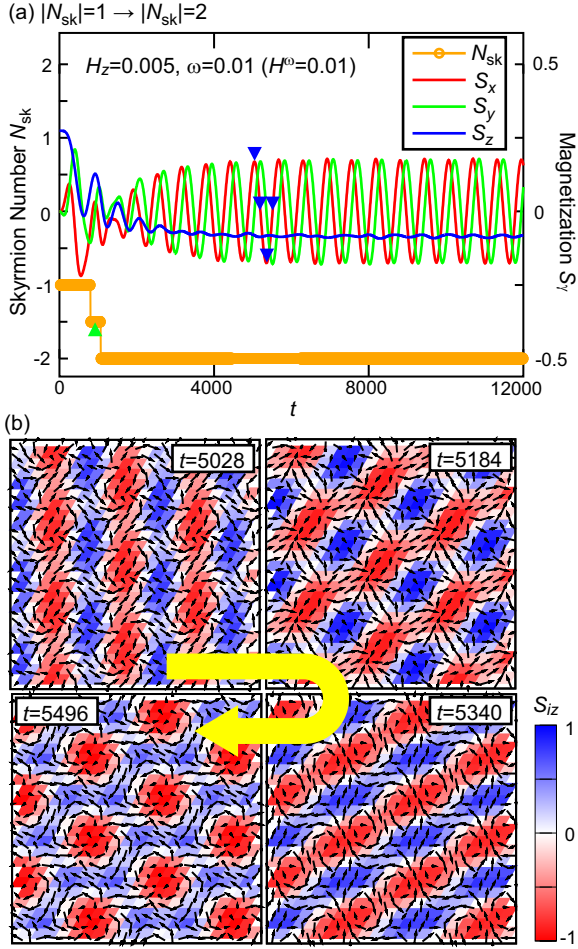 (a) |Nsk|=1 → |Nsk|=2
Hz=0.005, ω=0.01 (Hω=0.01)
Nsk
Sx
Sy
Sz
Skyrmion Number Nsk
2
1
0
-1
-2
0.5
0
-0.5
Magnetization Sγ
0
4000
8000
12000
t
(b)
t=5028
t=5184
t=5496
t=5340
Siz
1
0
-1